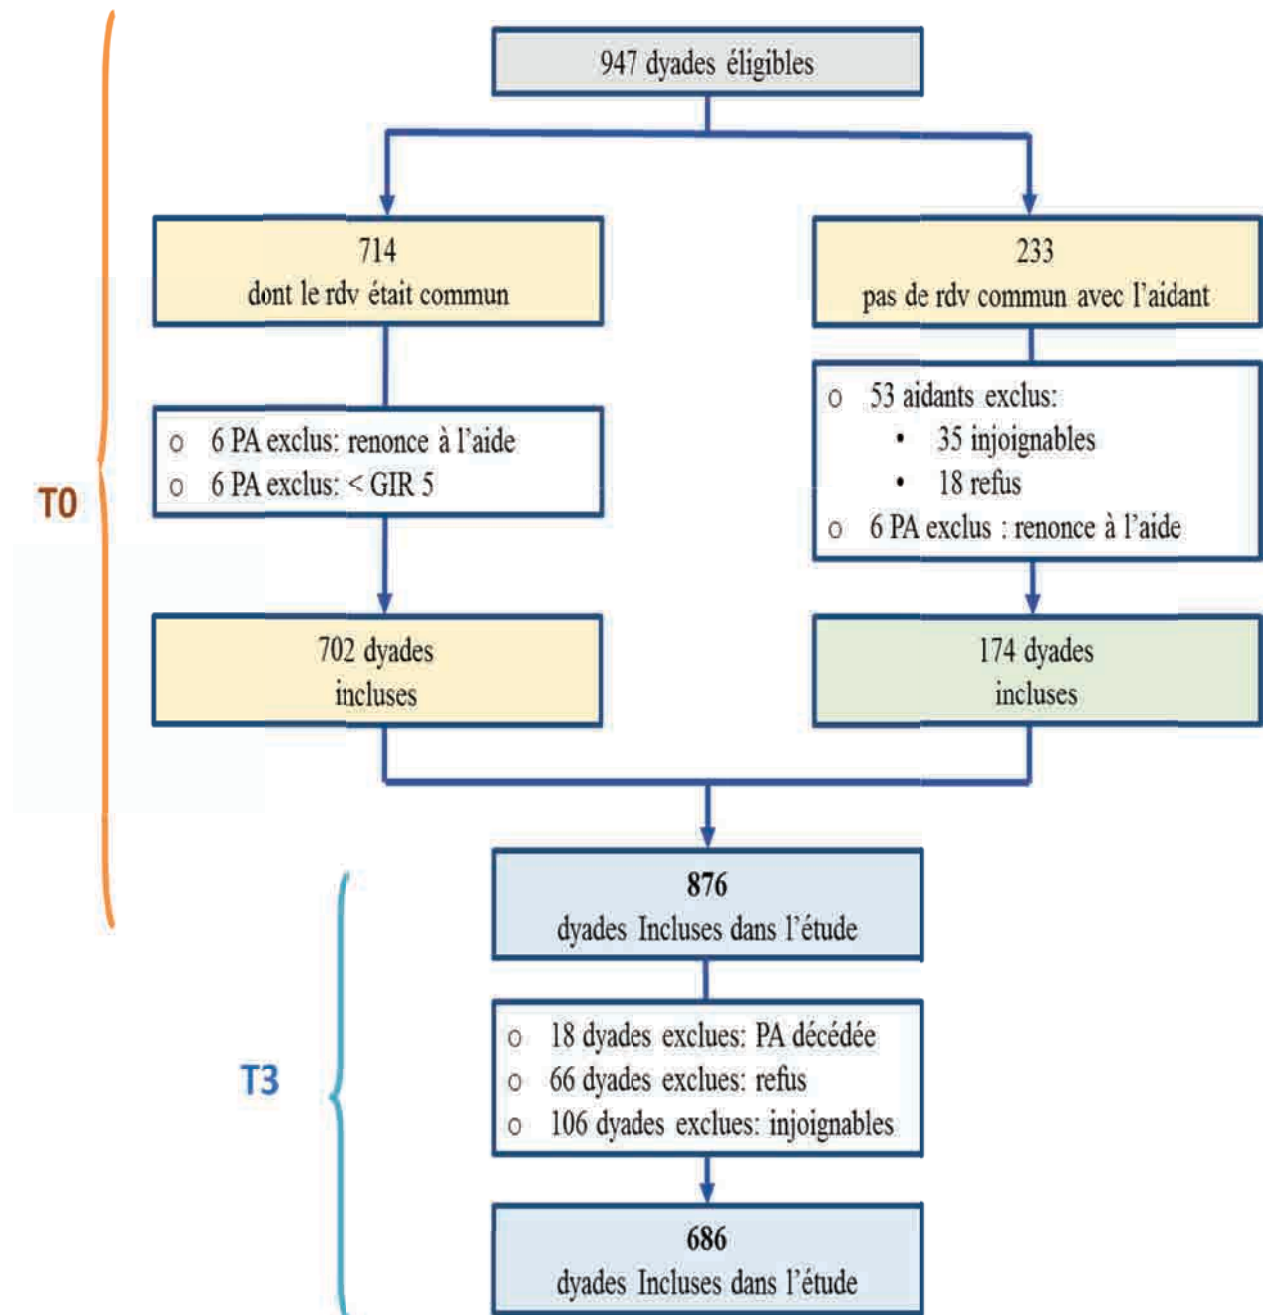 947 dyades éligibles
714
dont le rdv était commun
233
pas de rdv commun avec l'aidant
○ 6 PA exclus: renonce à l'aide
○ 6 PA exclus: < GIR 5
○ 53 aidants exclus:
• 35 injoignables
• 18 refus
○ 6 PA exclus : renonce à l'aide
T0
702 dyades
incluses
174 dyades
incluses
876
dyades Incluses dans l'étude
○ 18 dyades exclues: PA décédée
○ 66 dyades exclues: refus
○ 106 dyades exclues: injoignables
T3
686
dyades Incluses dans l'étude